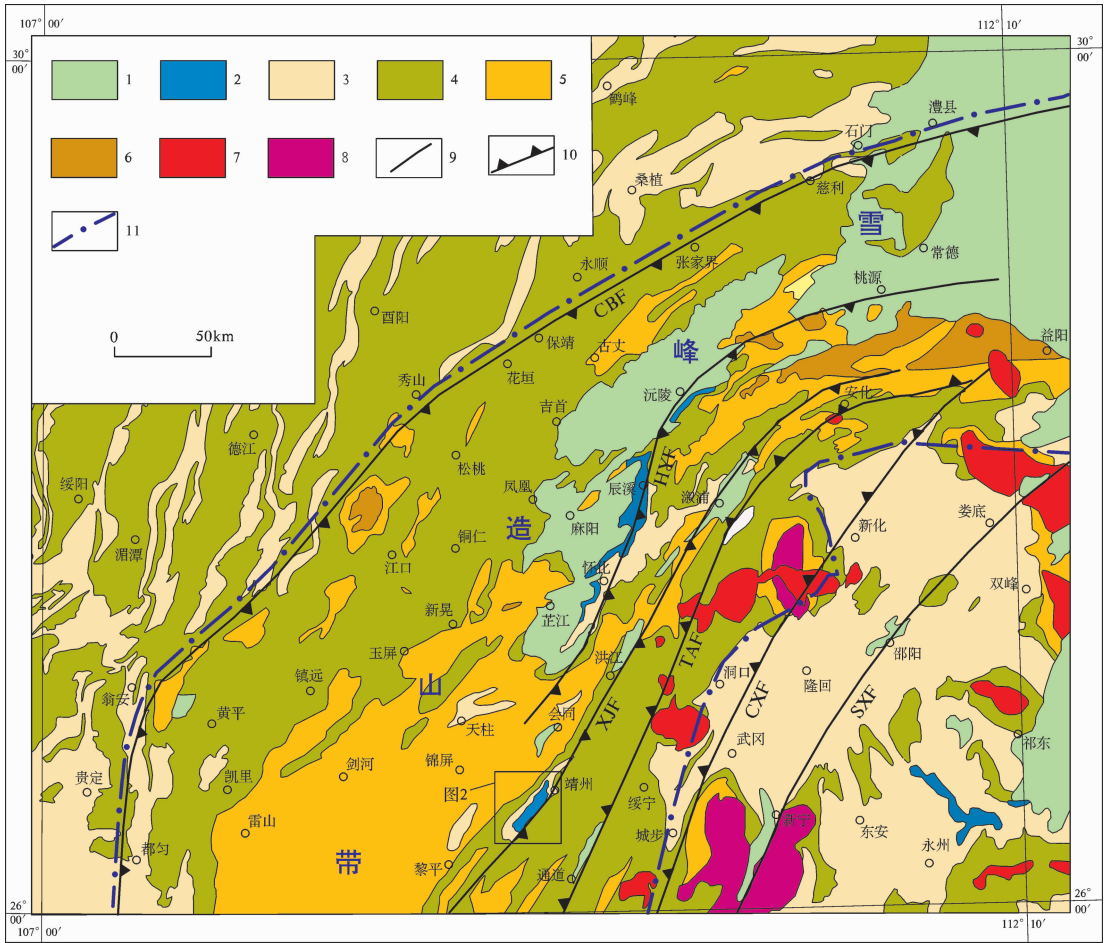 107° 00′
112° 10′
30°
00′
30°
00′
1
2
3
4
5
6
7
8
9
10
11
0
50km
鹤峰
澧县
石门
桑植
慈利
雪
常德
永顺
张家界
桃源
CBF
酉阳
保靖
古丈
峰
益阳
花垣
秀山
沅陵
安化
吉首
德江
松桃
HXF
绥阳
凤凰
辰溪
溆浦
麻阳
造
娄底
新化
铜仁
湄潭
江口
怀化
双峰
新晃
芷江
玉屏
洪江
TAF
邵阳
镇远
山
洞口
隆回
瓮安
黄平
天柱
会同
XJF
CXF
SXF
武冈
祁东
锦屏
剑河
贵定
凯里
靖州
图2
绥宁
雷山
城步
新宁
东安
都匀
带
黎平
通道
永州
26°
00′
26°
00′
107° 00′
112° 10′